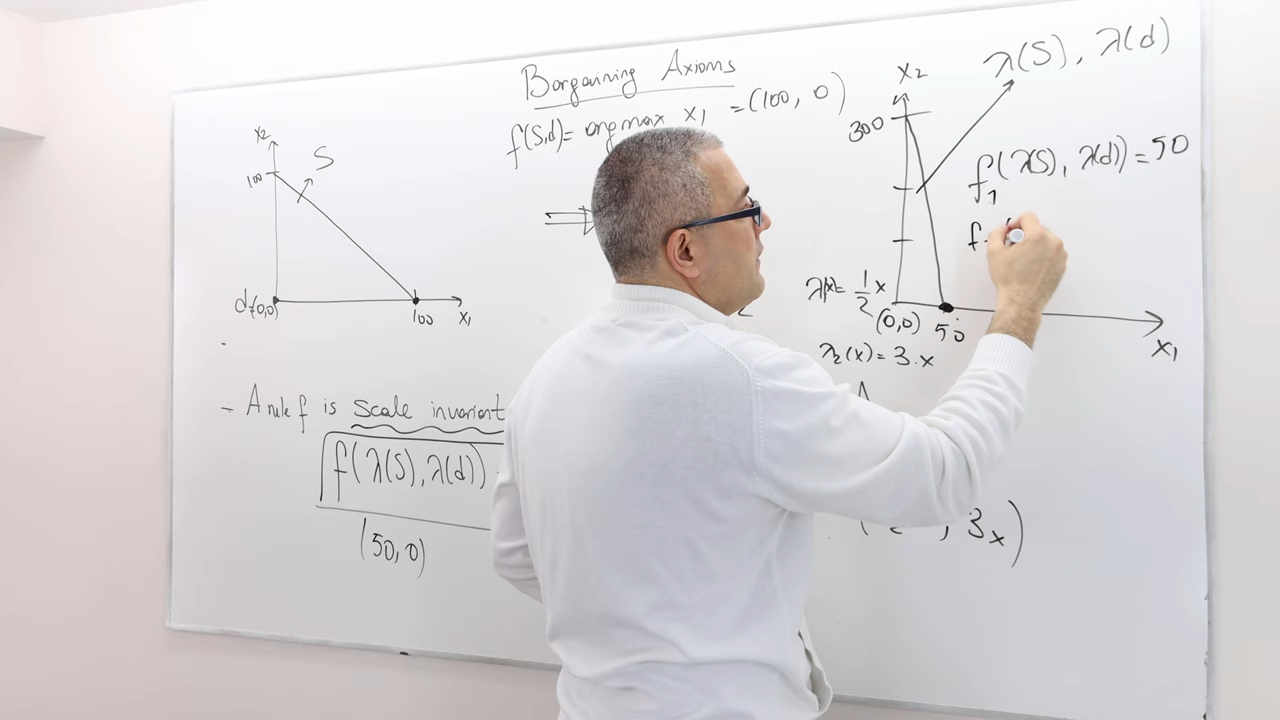 Bargaining Axioms
f(S,d)= argmax x₁ =(100, 0)
x₂
S
100
d=(0,0)
100
x₁
- A rule f is scale invariant
f(λ(S),λ(d))
(50,0)
λ(S), λ(d)
x₂
300
f₁(λ(S), λ(d))=50
f
λ(x)= 1/2 x
(0,0)
50
x₁
λ₂(x)= 3.x
, 3x)